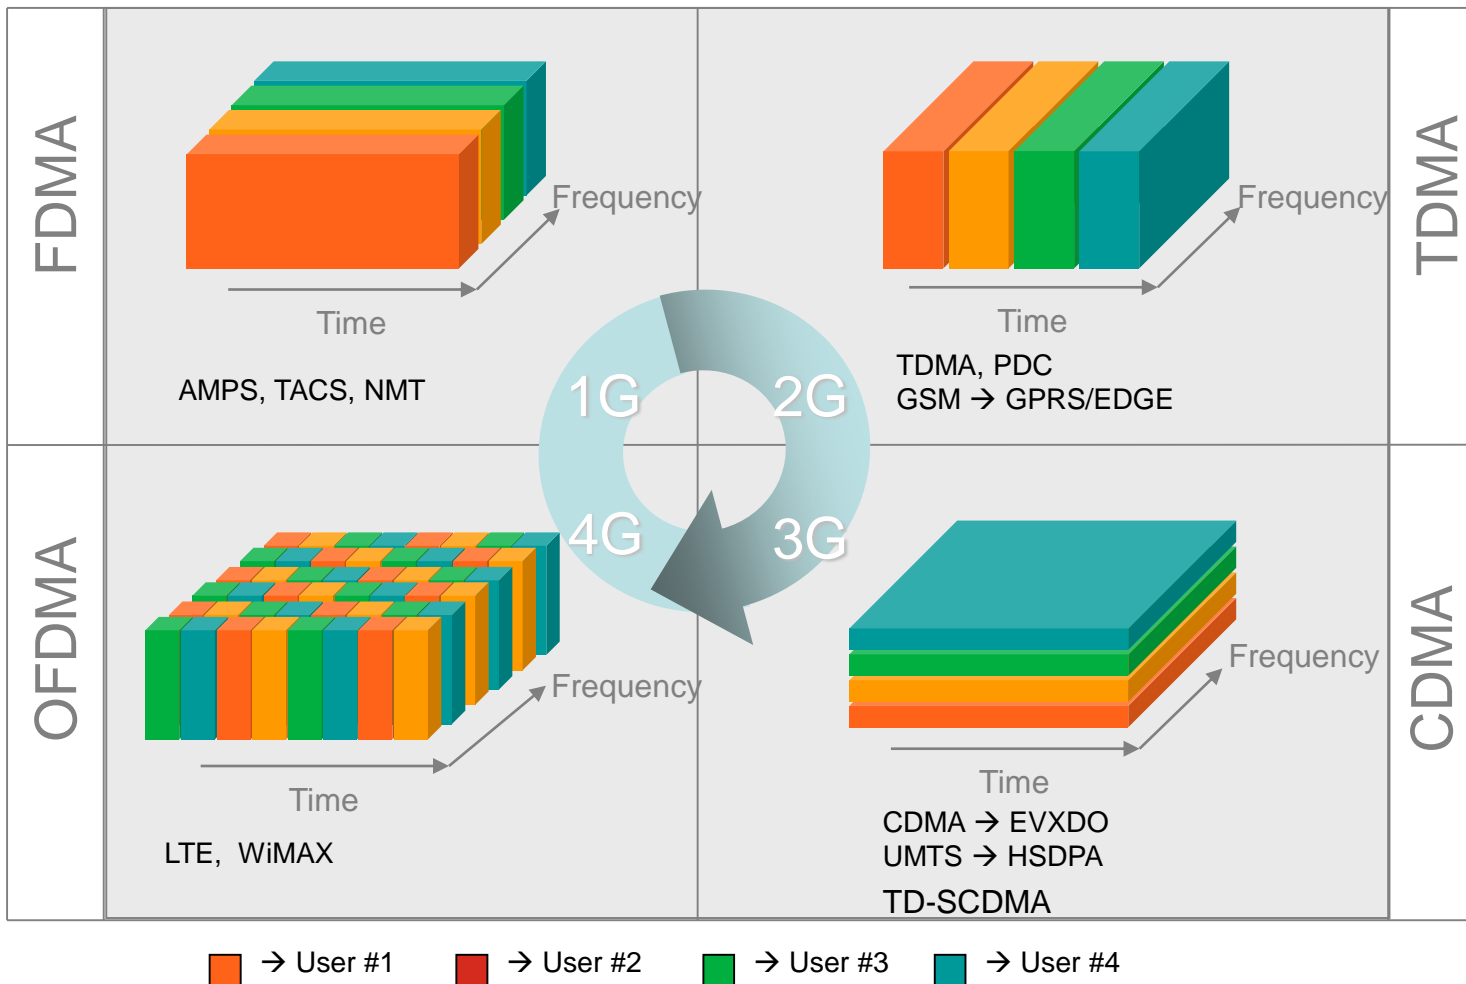 FDMA
Frequency
Time
AMPS, TACS, NMT
TDMA
Frequency
Time
TDMA, PDC
GSM → GPRS/EDGE
1G
2G
4G
3G
OFDMA
Frequency
Time
LTE, WiMAX
CDMA
Frequency
Time
CDMA → EVXDO
UMTS → HSDPA
TD-SCDMA
→ User #1
→ User #2
→ User #3
→ User #4